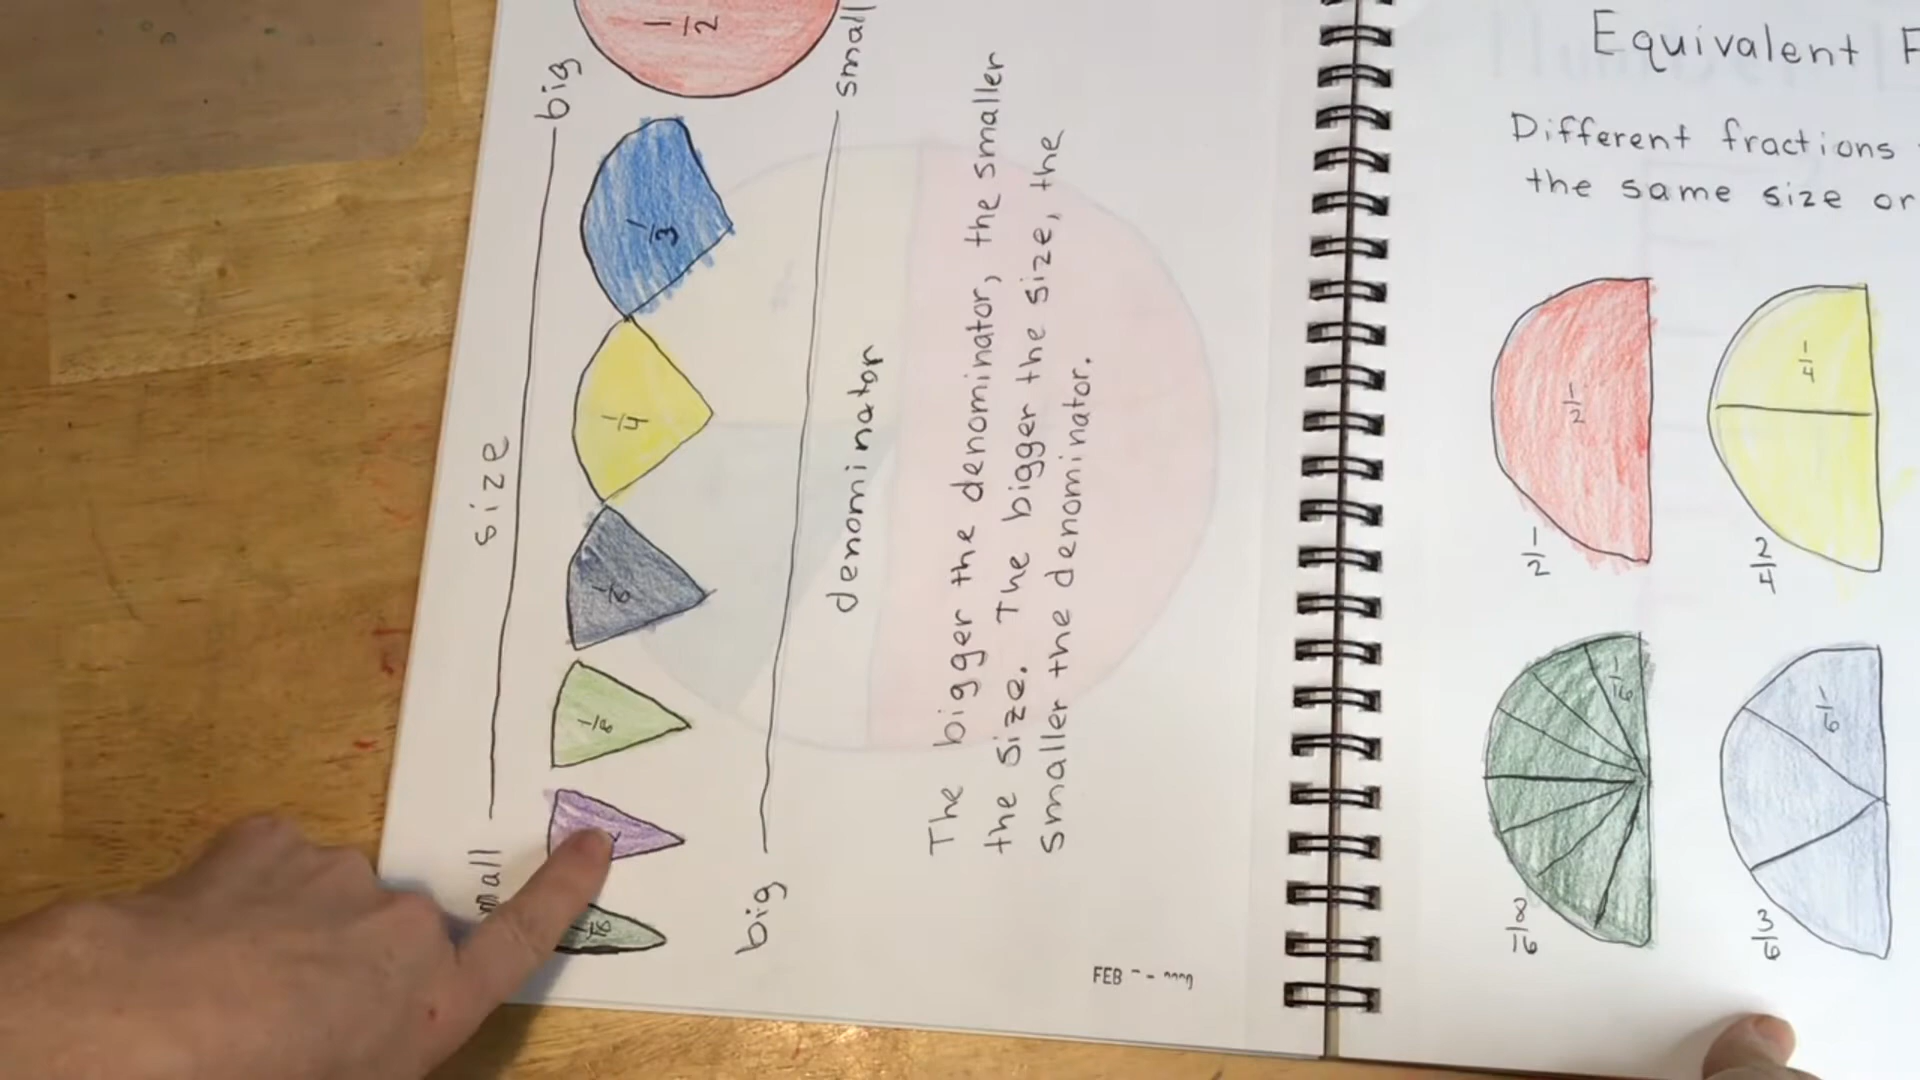 size
big
mall
1/2
1/3
1/4
1/6
1/8
1/16
small
big
denominator
The bigger the denominator, the smaller
the size. The bigger the size, the
smaller the denominator.
FEB
Equivalent F
Different fractions
the same size or
1/2
1/2
1/4
2/4
1/16
8/16
1/6
3/6